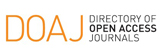 DOAJ
DIRECTORY OF
OPEN ACCESS
JOURNALS